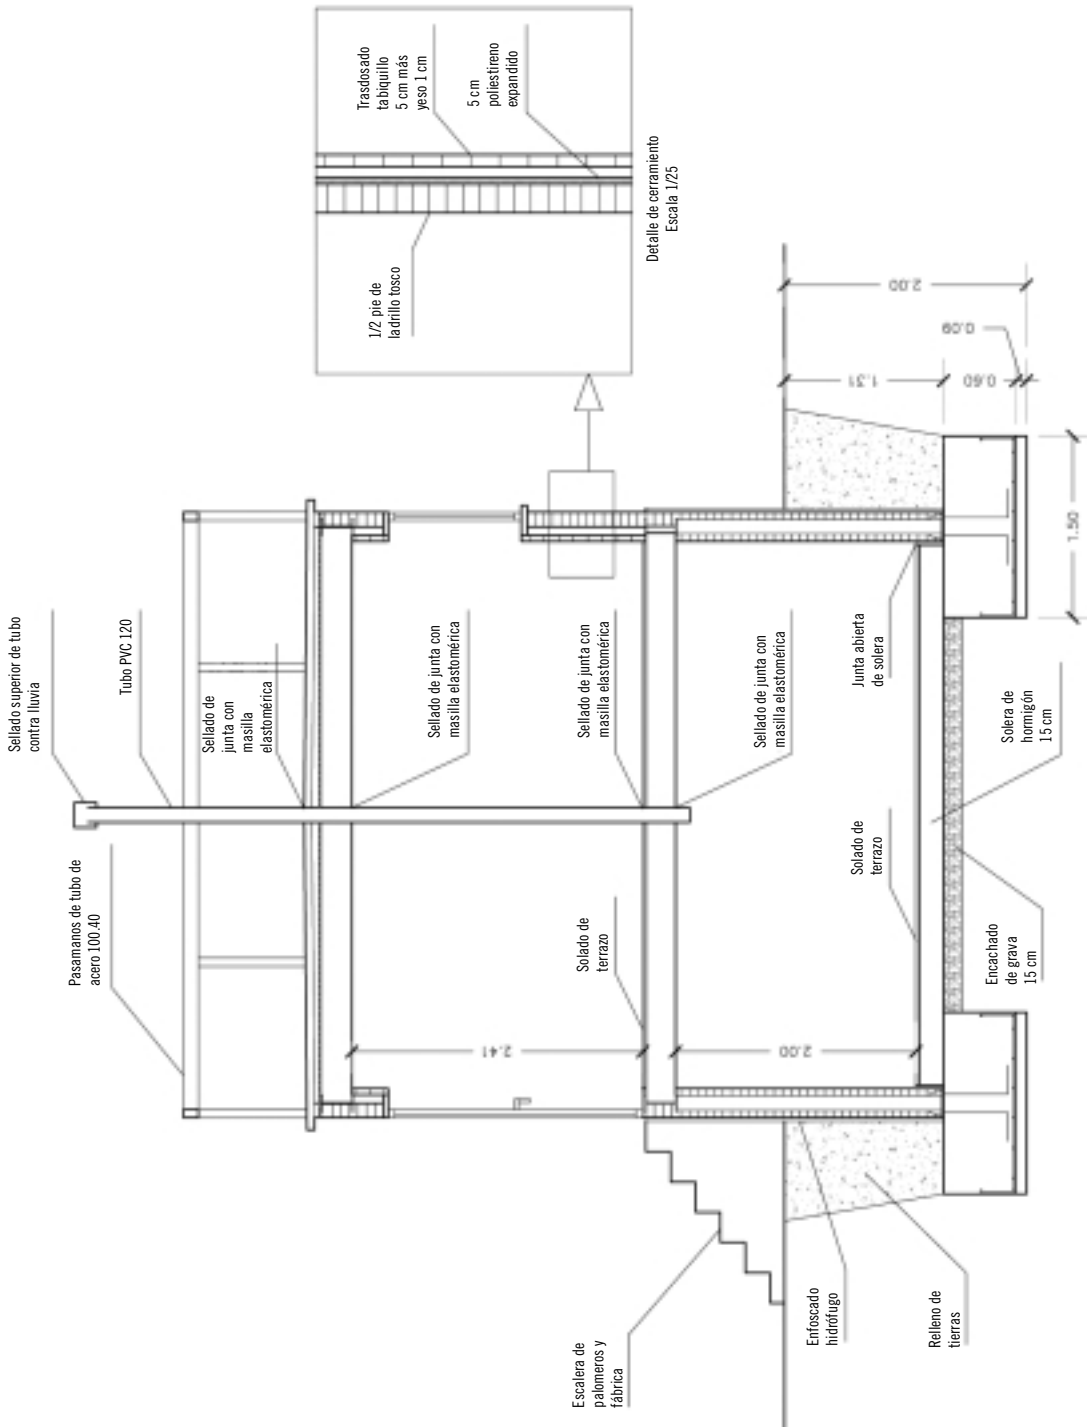 Sellado superior de tubo
contra lluvia
Tubo PVC 120
Pasamanos de tubo de
acero 100.40
Sellado de
junta con
masilla
elastomérica
Sellado de junta con
masilla elastomérica
Sellado de junta con
masilla elastomérica
Sellado de junta con
masilla elastomérica
Solado de
terrazo
Solado de
terrazo
Junta abierta
de solera
Solera de
hormigón
15 cm
Encachado
de grava
15 cm
Escalera de
palomeros y
fábrica
Enfoscado
hidrófugo
Relleno de
tierras
2.41
2.00
1.50
2.00
1.31
0.60
0.09
Trasdosado
tabiquillo
5 cm más
yeso 1 cm
5 cm
poliestireno
expandido
1/2 pie de
ladrillo tosco
Detalle de cerramiento
Escala 1/25